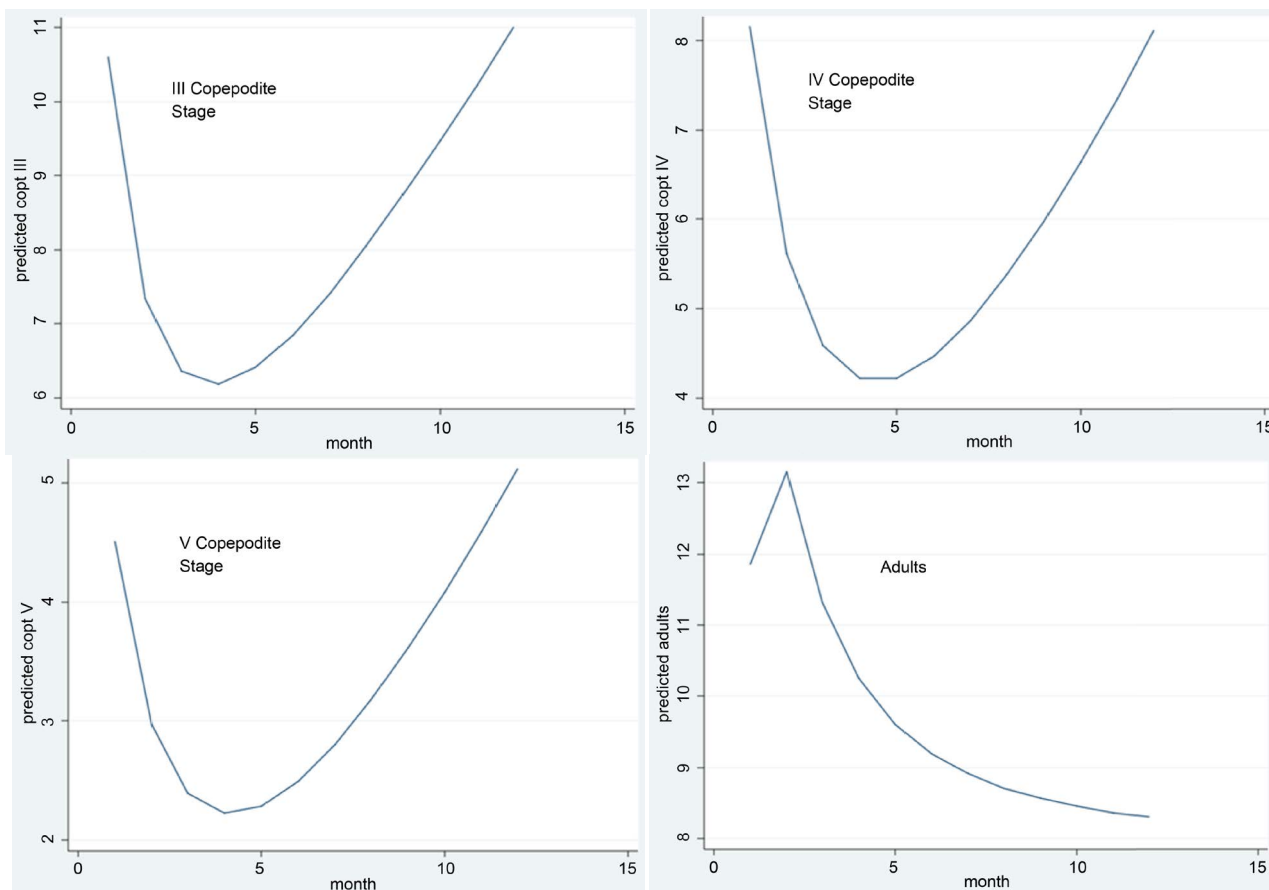 11
10
9
8
7
6
predicted copt III
III Copepodite
Stage
0
5
10
15
month
8
7
6
5
4
predicted copt IV
IV Copepodite
Stage
0
5
10
15
month
5
4
3
2
predicted copt V
V Copepodite
Stage
0
5
10
15
month
13
12
11
10
9
8
predicted adults
Adults
0
5
10
15
month